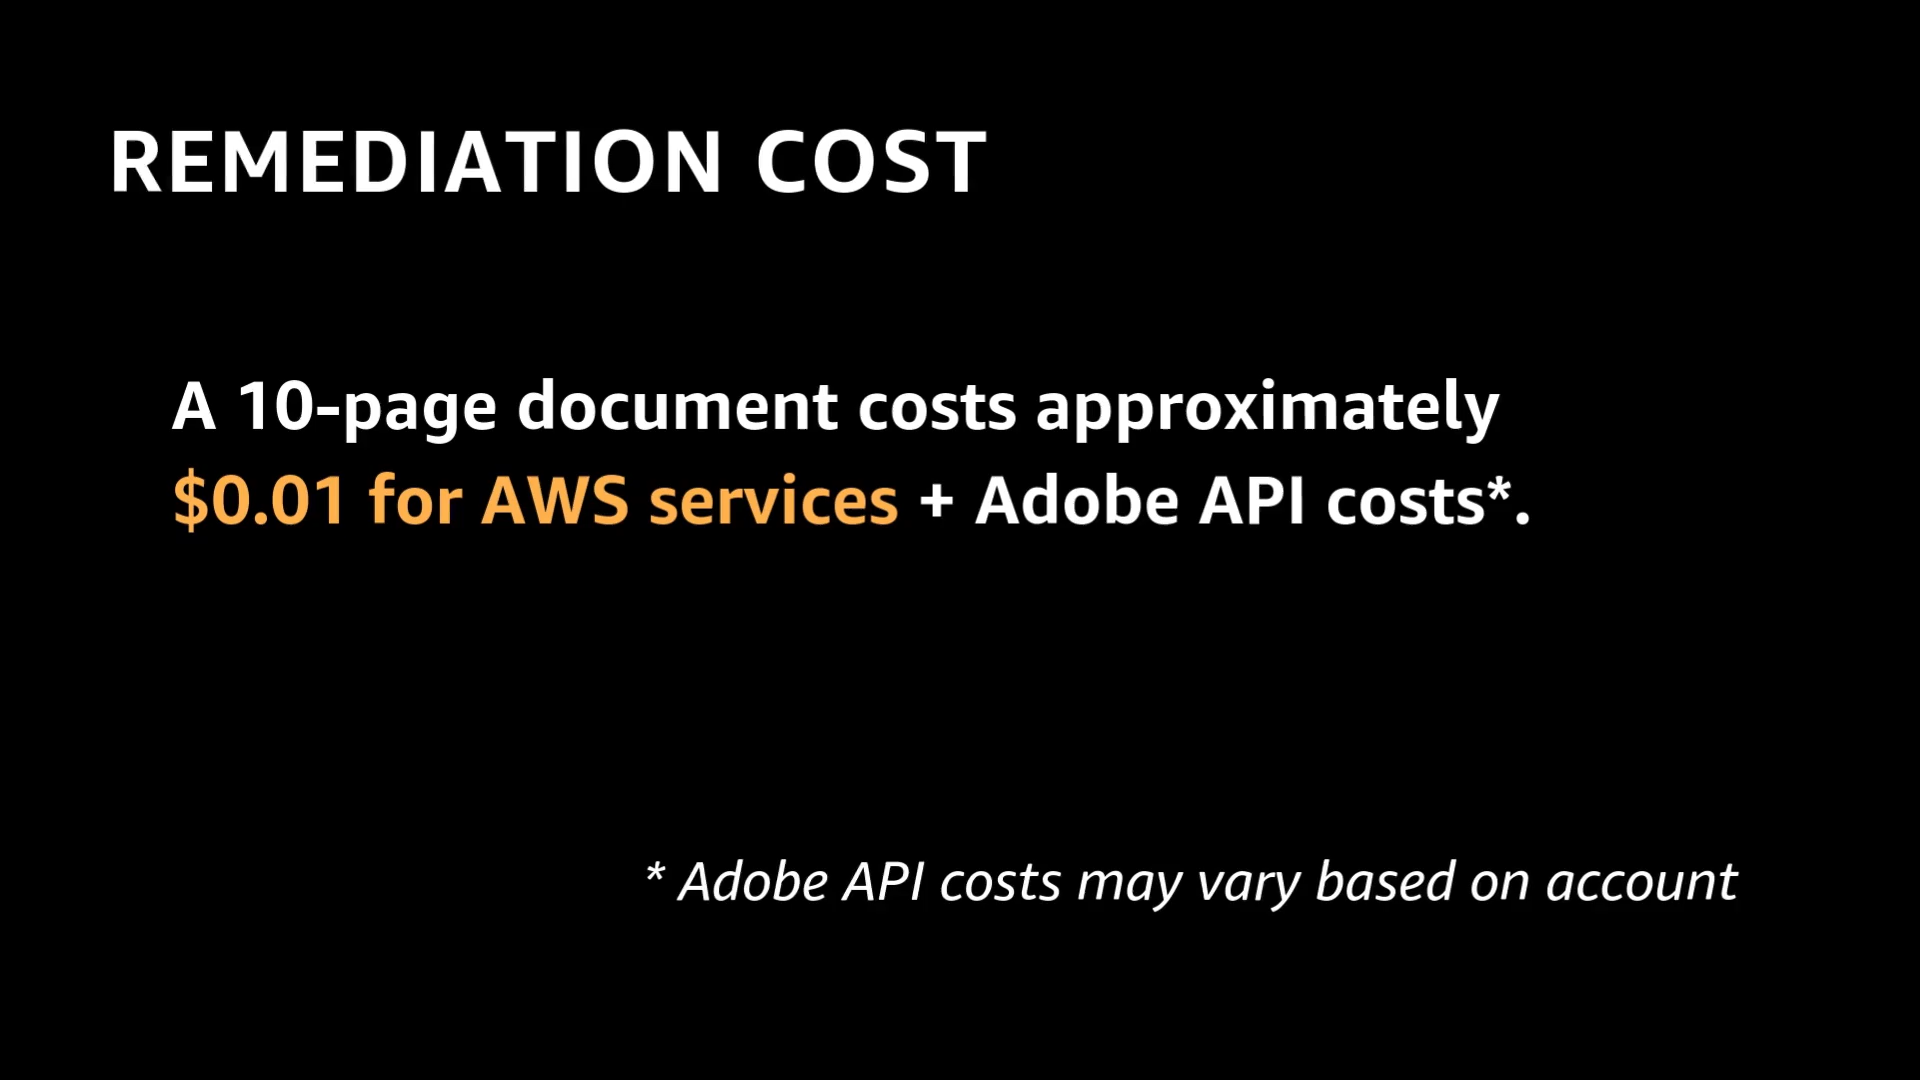 REMEDIATION COST
A 10-page document costs approximately
$0.01 for AWS services + Adobe API costs*.
* Adobe API costs may vary based on account